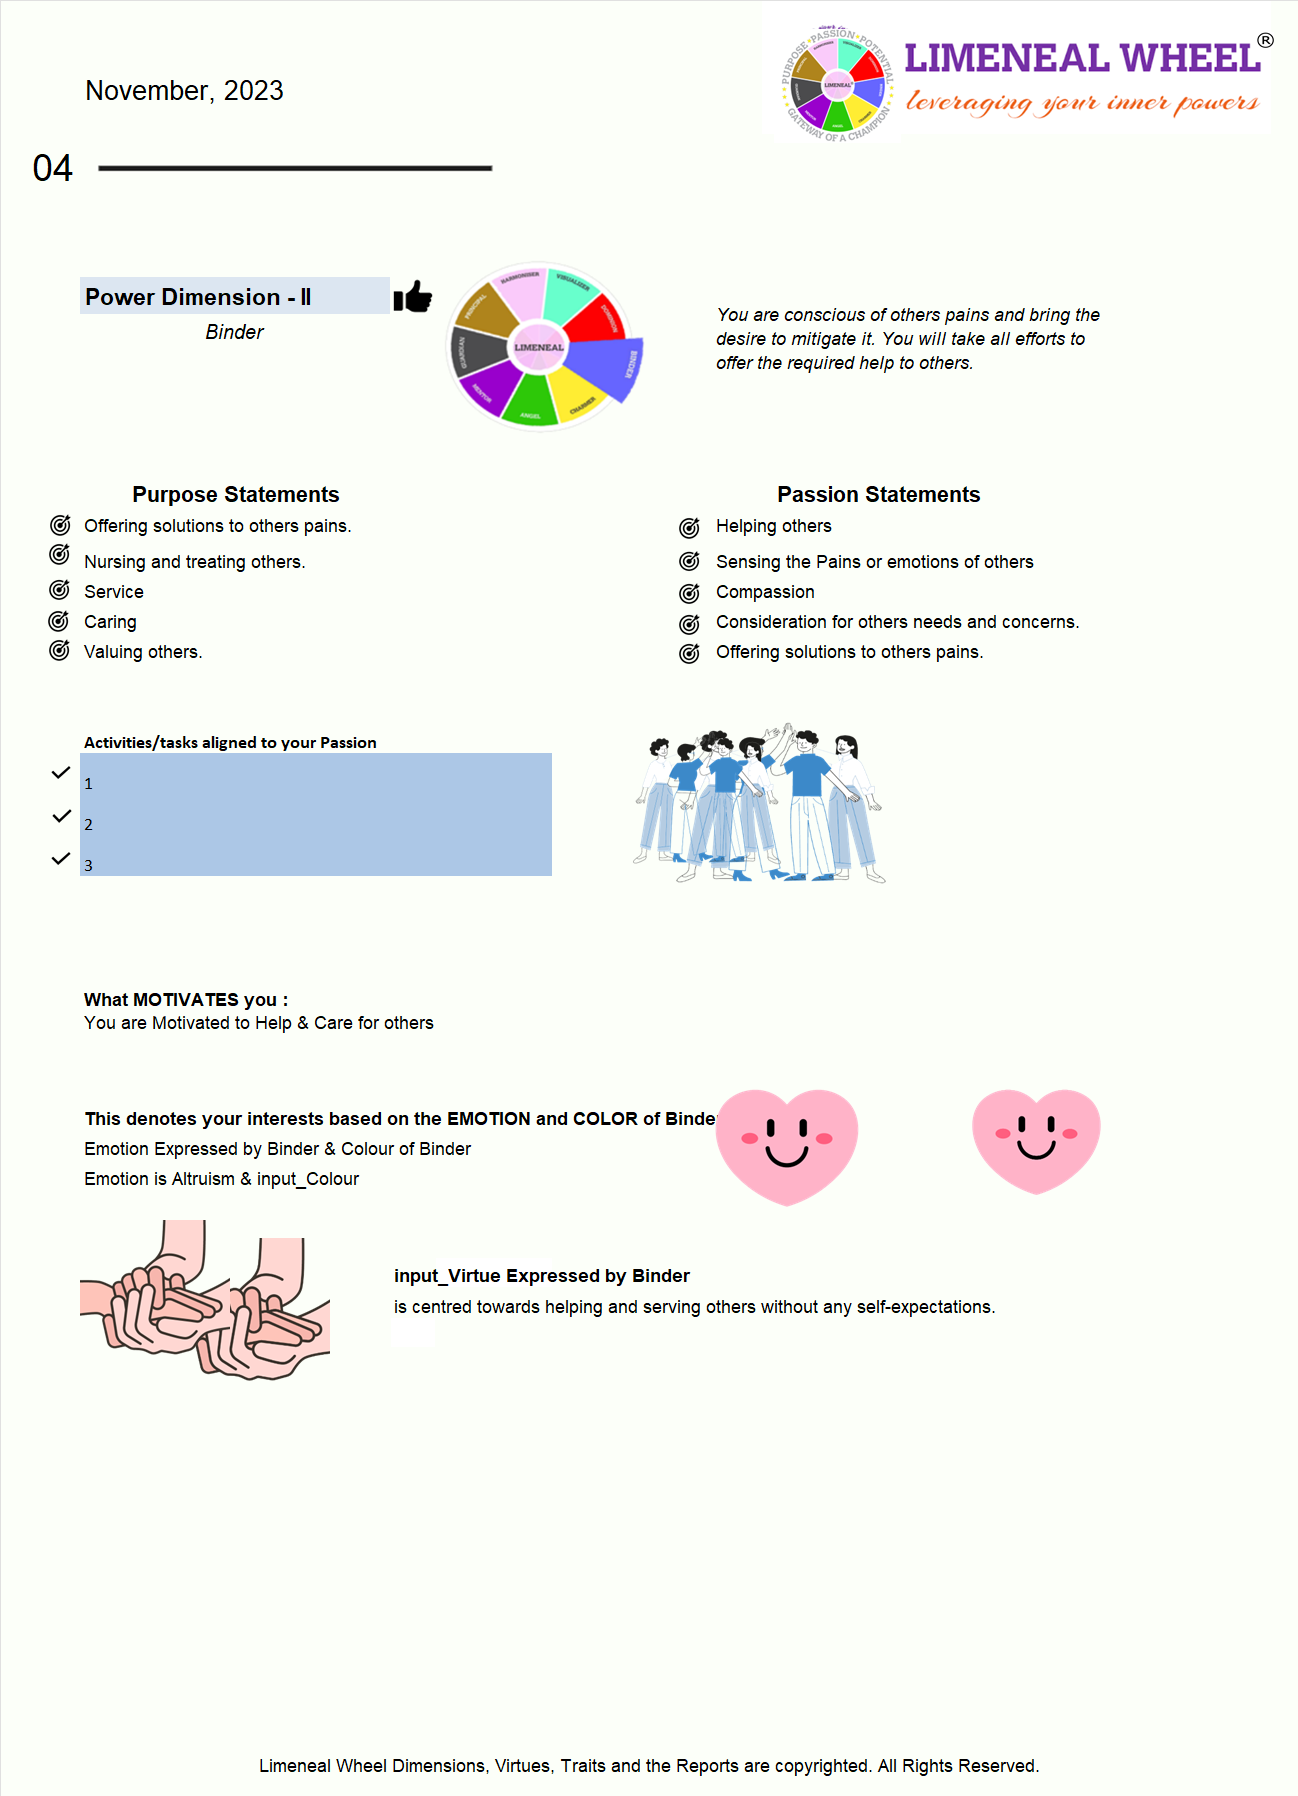 November, 2023
PURPOSE PASSION POTENTIAL
GATEWAY OF A CHAMPION
LIMENEAL
LIMENEAL WHEEL®
leveraging your inner powers
04
Power Dimension - II
Binder
HARMONISER
VISUALIZER
DOMINION
BINDER
CHARMER
ANGEL
MENTOR
GUARDIAN
PRINCIPAL
LIMENEAL
You are conscious of others pains and bring the
desire to mitigate it. You will take all efforts to
offer the required help to others.
Purpose Statements
Offering solutions to others pains.
Nursing and treating others.
Service
Caring
Valuing others.
Passion Statements
Helping others
Sensing the Pains or emotions of others
Compassion
Consideration for others needs and concerns.
Offering solutions to others pains.
Activities/tasks aligned to your Passion
1
2
3
What MOTIVATES you :
You are Motivated to Help & Care for others
This denotes your interests based on the EMOTION and COLOR of Binde
Emotion Expressed by Binder & Colour of Binder
Emotion is Altruism & input_Colour
input_Virtue Expressed by Binder
is centred towards helping and serving others without any self-expectations.
Limeneal Wheel Dimensions, Virtues, Traits and the Reports are copyrighted. All Rights Reserved.